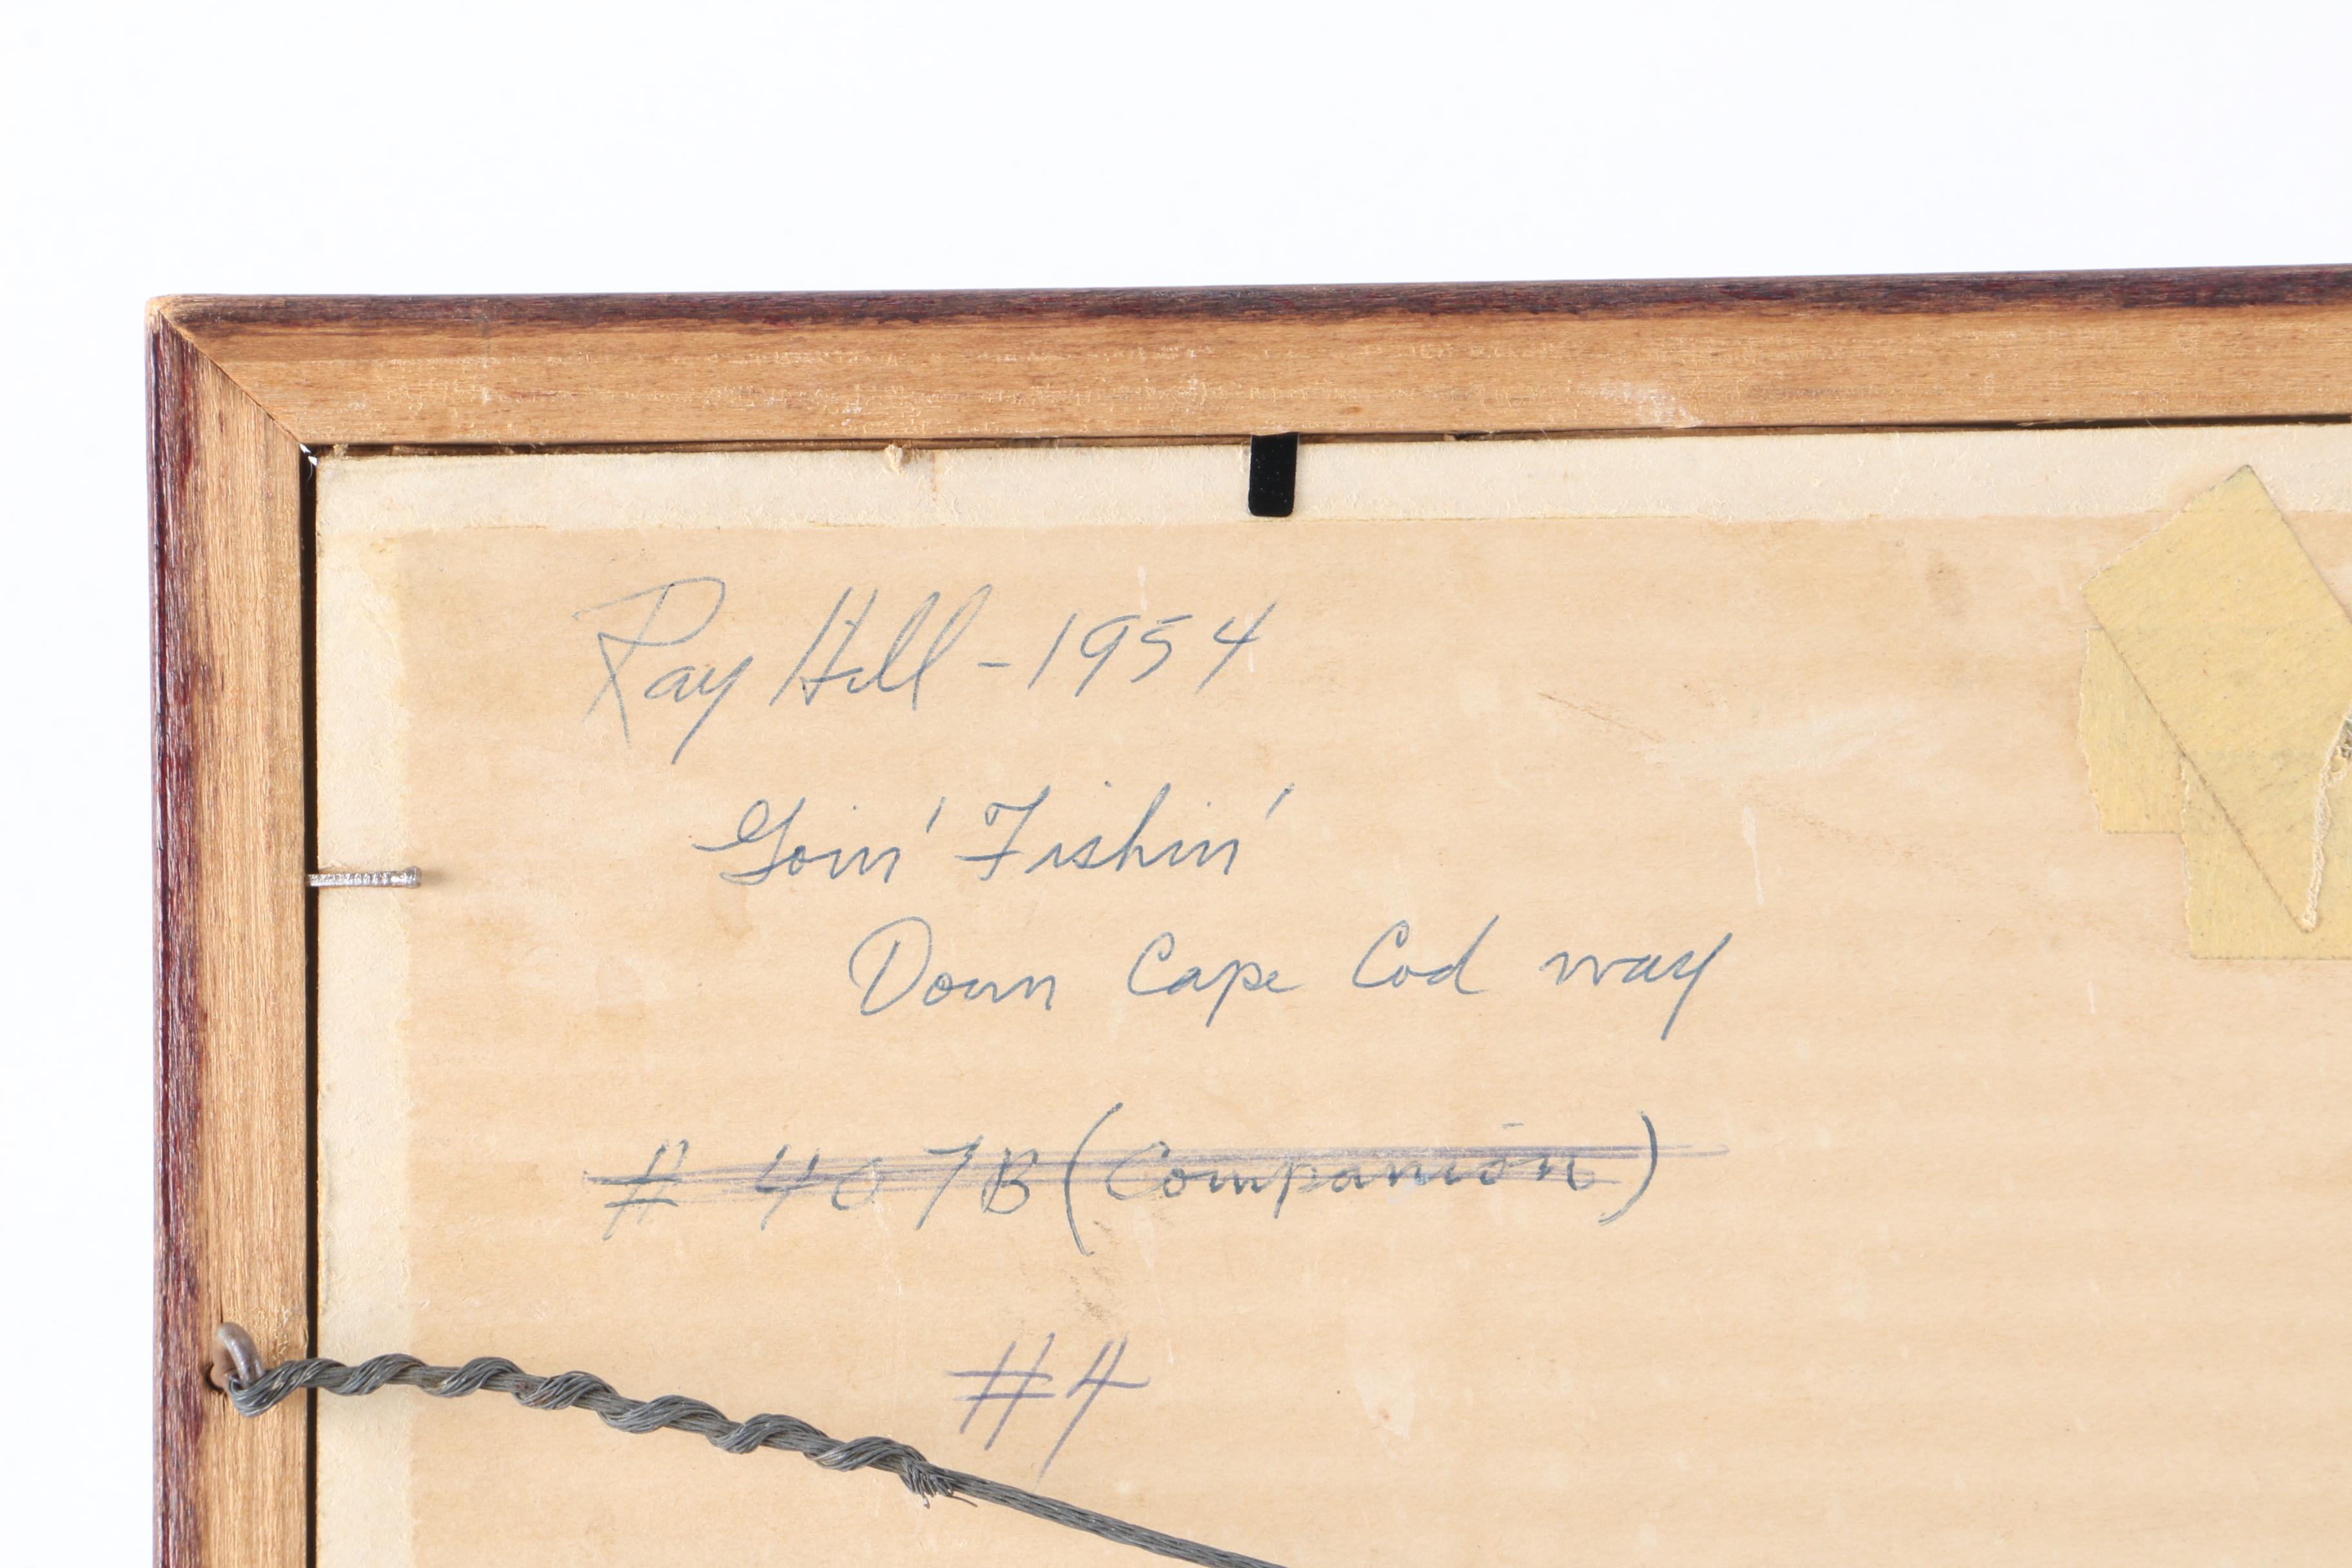 Ray Hill - 1954
Goin' Fishin'
Down Cape Cod way
# 407B (Companion)
#4